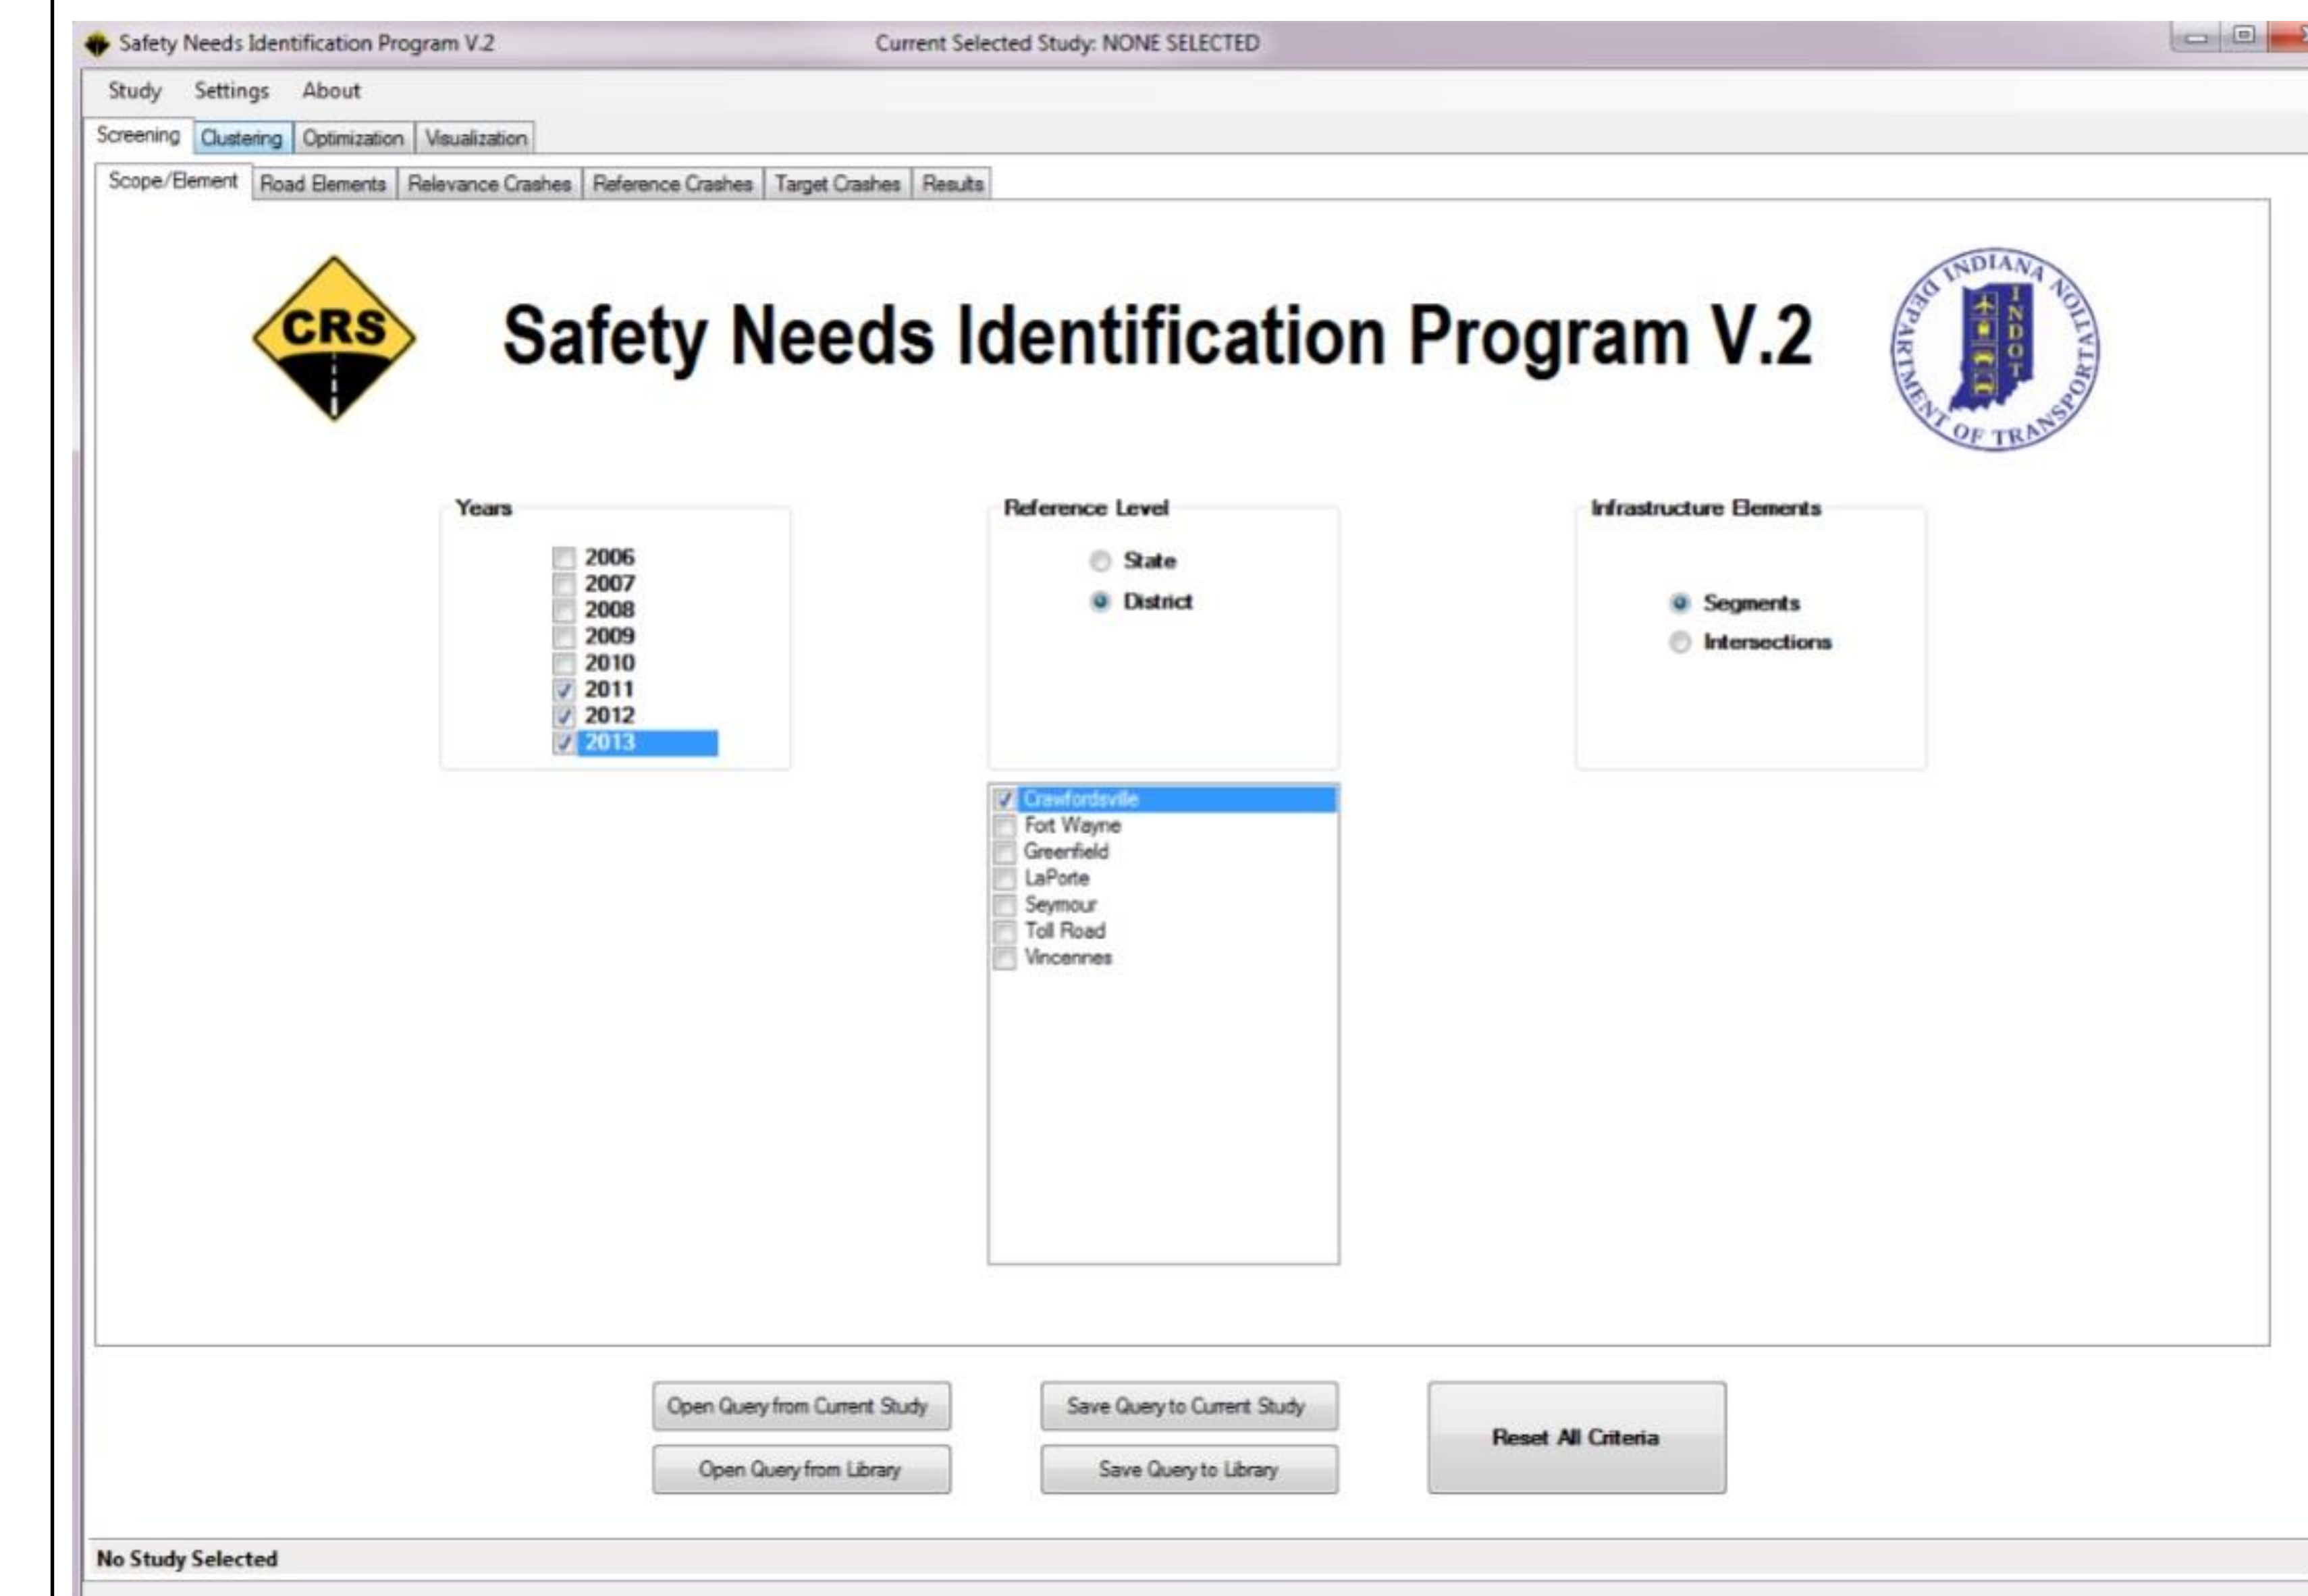 Safety Needs Identification Program V.2 Current Selected Study: NONE SELECTED
Study Settings About
Screening Clustering Optimization Visualization
Scope/Element Road Elements Relevance Crashes Reference Crashes Target Crashes Results
CRS
Safety Needs Identification Program V.2
INDIANA DEPARTMENT OF TRANSPORTATION
INDOT
Years
2006
2007
2008
2009
2010
2011
2012
2013
Reference Level
State
District
Crawfordsville
Fort Wayne
Greenfield
LaPorte
Seymour
Toll Road
Vincennes
Infrastructure Elements
Segments
Intersections
Open Query from Current Study Save Query to Current Study
Reset All Criteria
Open Query from Library Save Query to Library
No Study Selected